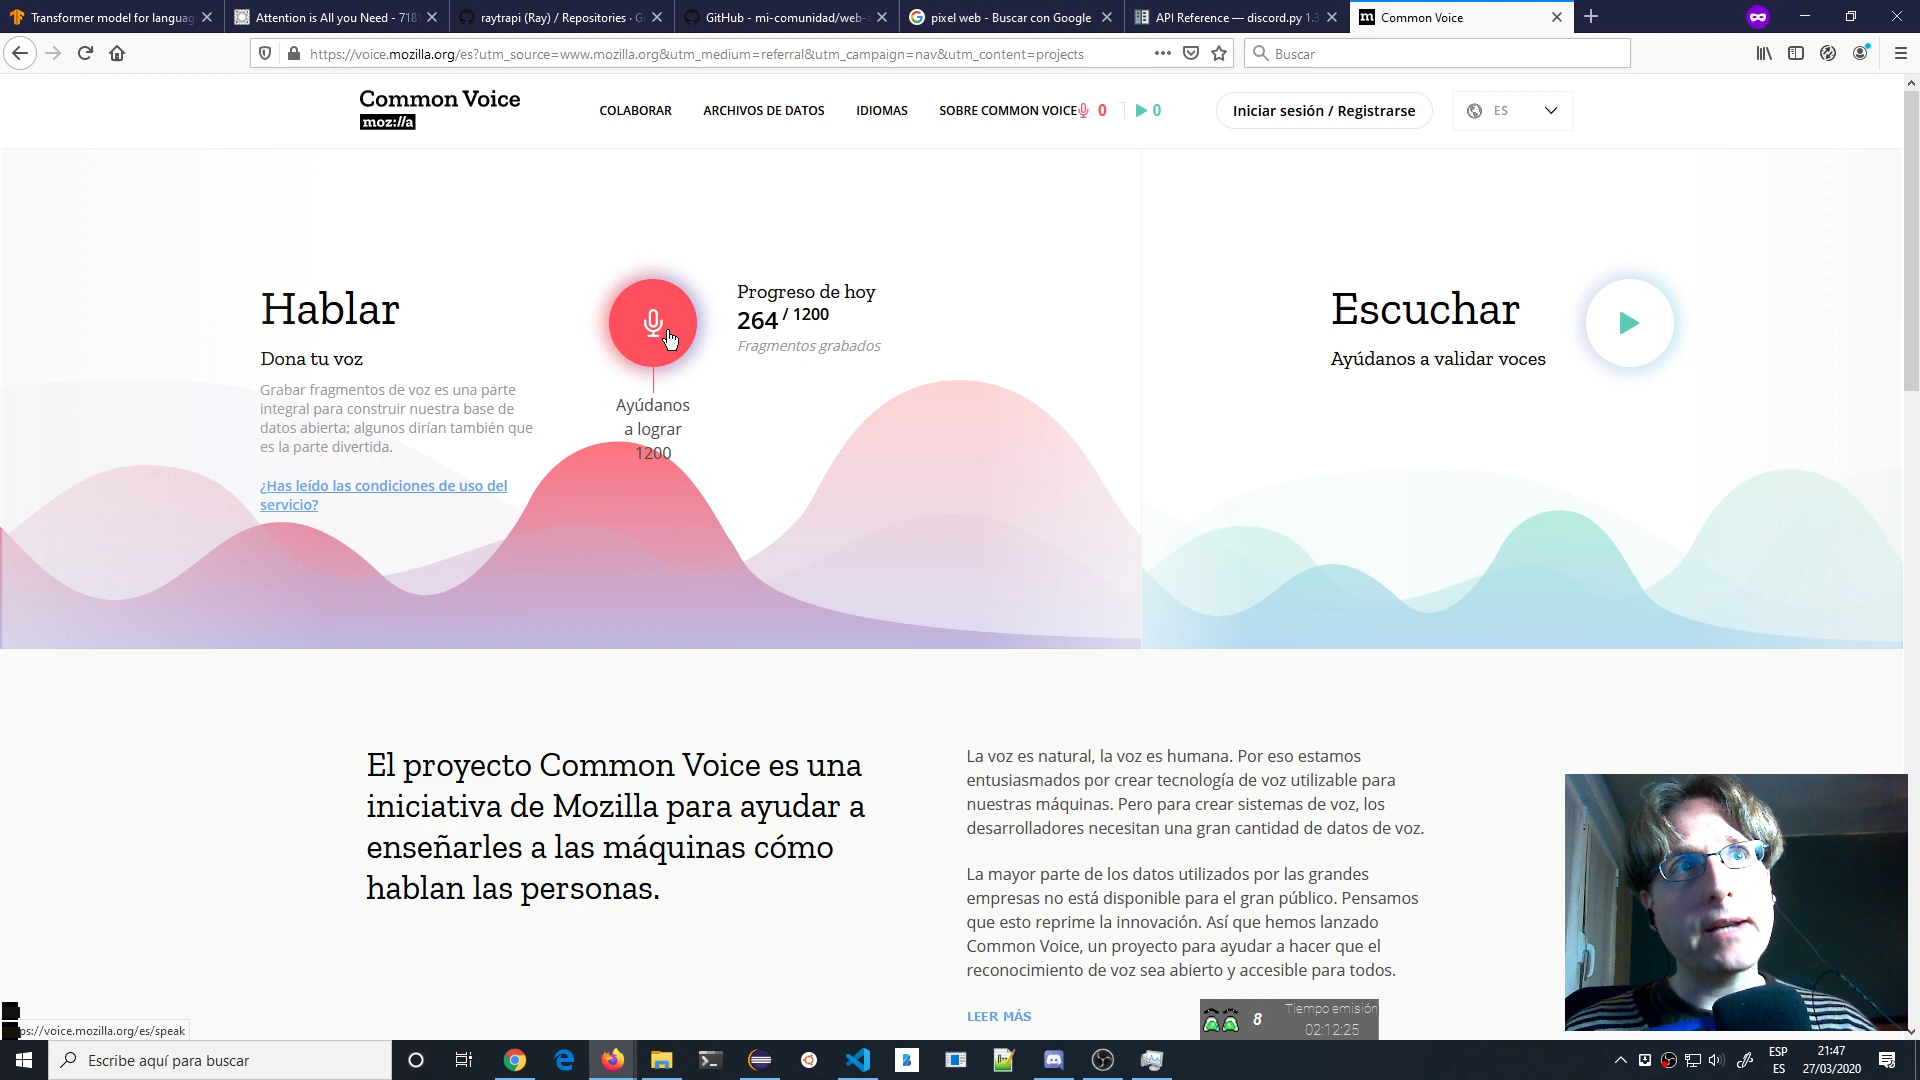 Transformer model for languag
Attention is All you Need - 718
raytrapi (Ray) / Repositories · G
GitHub - mi-comunidad/web-
pixel web - Buscar con Google
API Reference — discord.py 1.3
Common Voice
https://voice.mozilla.org/es?utm_source=www.mozilla.org&utm_medium=referral&utm_campaign=nav&utm_content=projects
Buscar
Common Voice
moz://a
COLABORAR
ARCHIVOS DE DATOS
IDIOMAS
SOBRE COMMON VOICE
0
0
Iniciar sesión / Registrarse
ES
Hablar
Dona tu voz
Grabar fragmentos de voz es una parte
integral para construir nuestra base de
datos abierta; algunos dirían también que
es la parte divertida.
¿Has leído las condiciones de uso del
servicio?
Ayúdanos
a lograr
1200
Progreso de hoy
264 / 1200
Fragmentos grabados
Escuchar
Ayúdanos a validar voces
El proyecto Common Voice es una
iniciativa de Mozilla para ayudar a
enseñarles a las máquinas cómo
hablan las personas.
La voz es natural, la voz es humana. Por eso estamos
entusiasmados por crear tecnología de voz utilizable para
nuestras máquinas. Pero para crear sistemas de voz, los
desarrolladores necesitan una gran cantidad de datos de voz.
La mayor parte de los datos utilizados por las grandes
empresas no está disponible para el gran público. Pensamos
que esto reprime la innovación. Así que hemos lanzado
Common Voice, un proyecto para ayudar a hacer que el
reconocimiento de voz sea abierto y accesible para todos.
LEER MÁS
8
Tiempo emisión
02:12:25
ps://voice.mozilla.org/es/speak
Escribe aquí para buscar
ESP
ES
21:47
27/03/2020